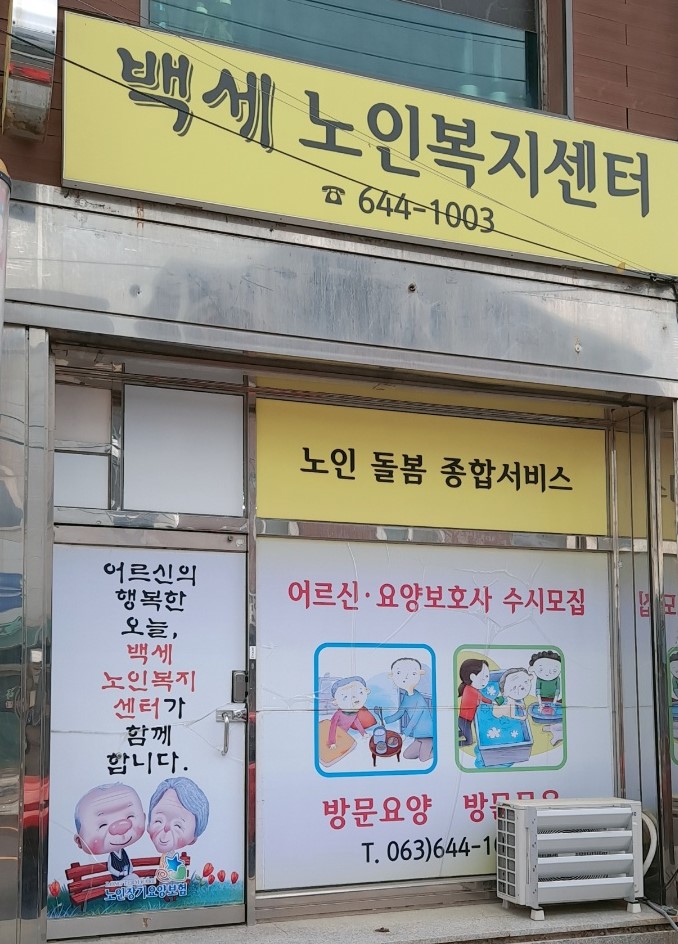 백세 노인복지센터
☎ 644-1003
노인 돌봄 종합서비스
어르신의
행복한
오늘,
백세
노인복지
센터가
함께
합니다.
노인장기요양보험
어르신·요양보호사 수시모집
방문요양
T. 063)644-1